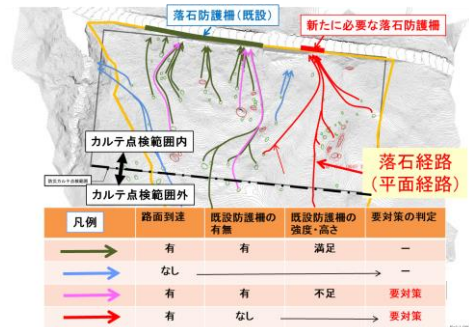 落石防護柵(既設)
新たに必要な落石防護柵
カルテ点検範囲内
カルテ点検範囲外
落石経路
(平面経路)
凡例 路面到達 既設防護柵の有無 既設防護柵の強度・高さ 要対策の判定
有 有 満足 ー
なし ー
有 有 不足 要対策
有 なし 要対策